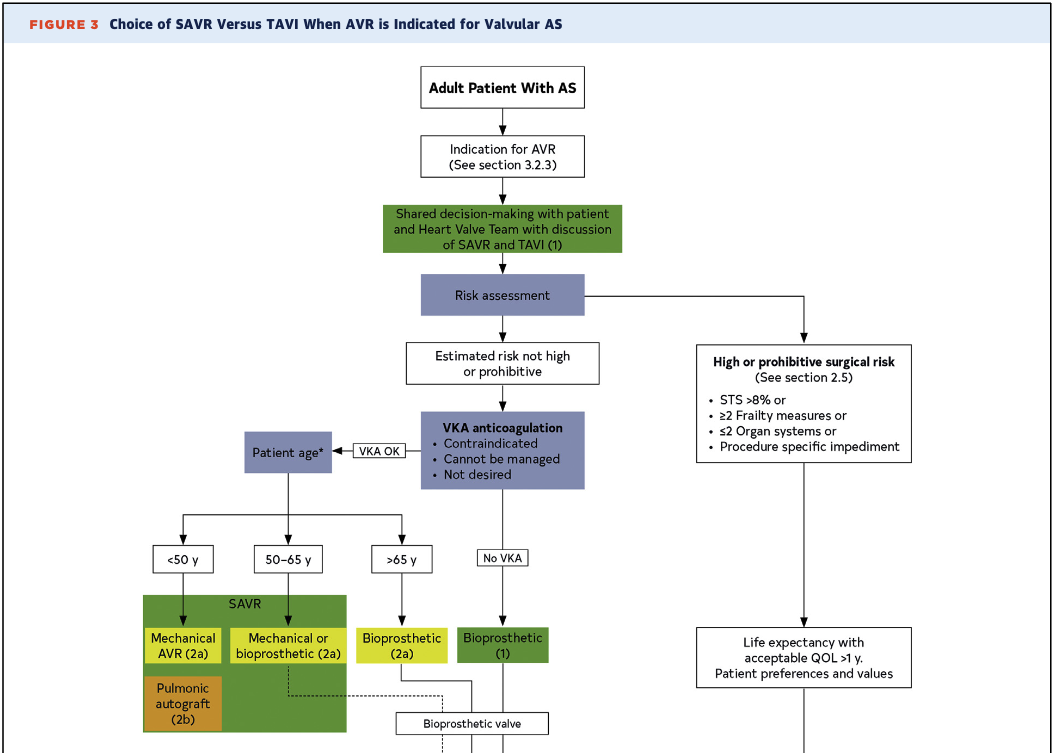 FIGURE 3 Choice of SAVR Versus TAVI When AVR is Indicated for Valvular AS
Adult Patient With AS
Indication for AVR
(See section 3.2.3)
Shared decision-making with patient
and Heart Valve Team with discussion
of SAVR and TAVI (1)
Risk assessment
Estimated risk not high
or prohibitive
High or prohibitive surgical risk
(See section 2.5)
• STS >8% or
• ≥2 Frailty measures or
• ≤2 Organ systems or
• Procedure specific impediment
VKA anticoagulation
• Contraindicated
• Cannot be managed
• Not desired
VKA OK
Patient age*
<50 y
50–65 y
>65 y
No VKA
SAVR
Mechanical
AVR (2a)
Mechanical or
bioprosthetic (2a)
Bioprosthetic
(2a)
Bioprosthetic
(1)
Pulmonic
autograft
(2b)
Life expectancy with
acceptable QOL >1 y.
Patient preferences and values
Bioprosthetic valve